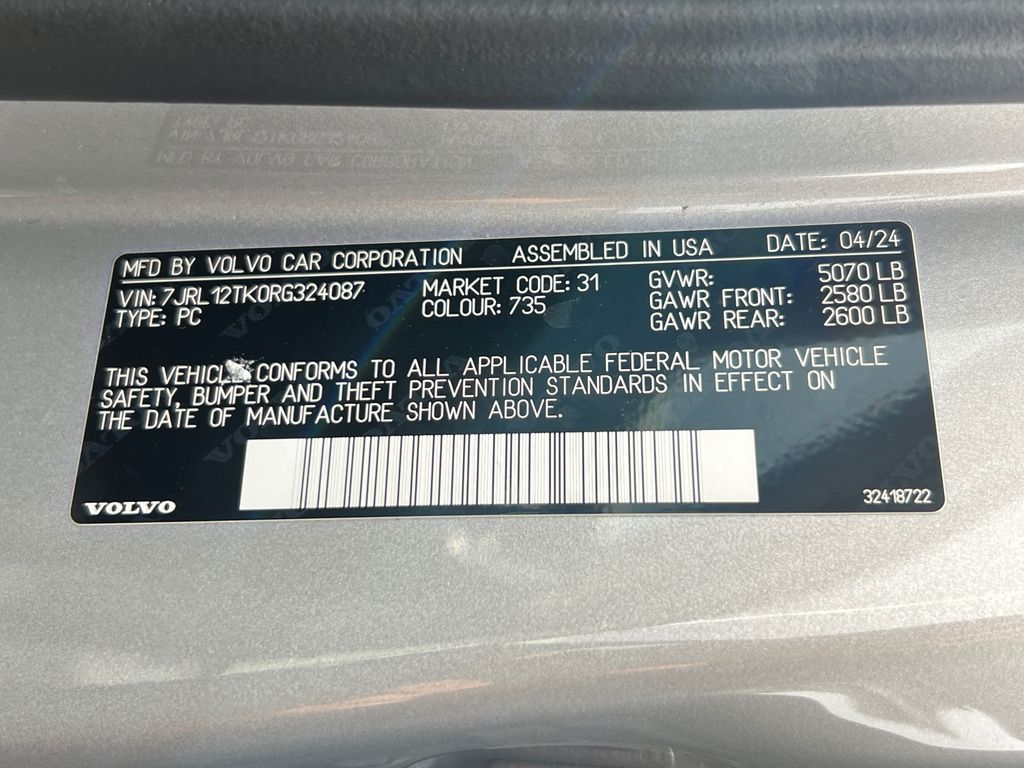 MFD BY VOLVO CAR CORPORATION ASSEMBLED IN USA DATE: 04/24
VIN: 7JRL12TK0RG324087 MARKET CODE: 31 GVWR: 5070 LB
TYPE: PC COLOUR: 735 GAWR FRONT: 2580 LB
GAWR REAR: 2600 LB
THIS VEHICLE CONFORMS TO ALL APPLICABLE FEDERAL MOTOR VEHICLE
SAFETY, BUMPER AND THEFT PREVENTION STANDARDS IN EFFECT ON
THE DATE OF MANUFACTURE SHOWN ABOVE.
VOLVO 32418722